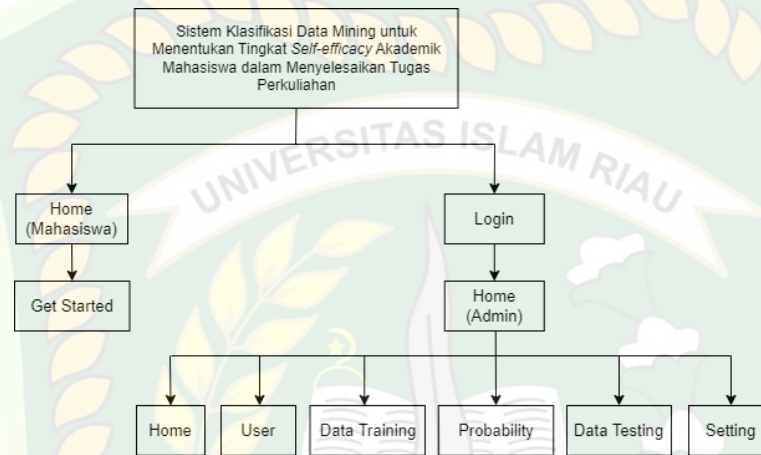 Sistem Klasifikasi Data Mining untuk
Menentukan Tingkat Self-efficacy Akademik
Mahasiswa dalam Menyelesaikan Tugas
Perkuliahan
UNIVERSITAS ISLAM RIAU
Home
(Mahasiswa)
Login
Get Started
Home
(Admin)
Home
User
Data Training
Probability
Data Testing
Setting